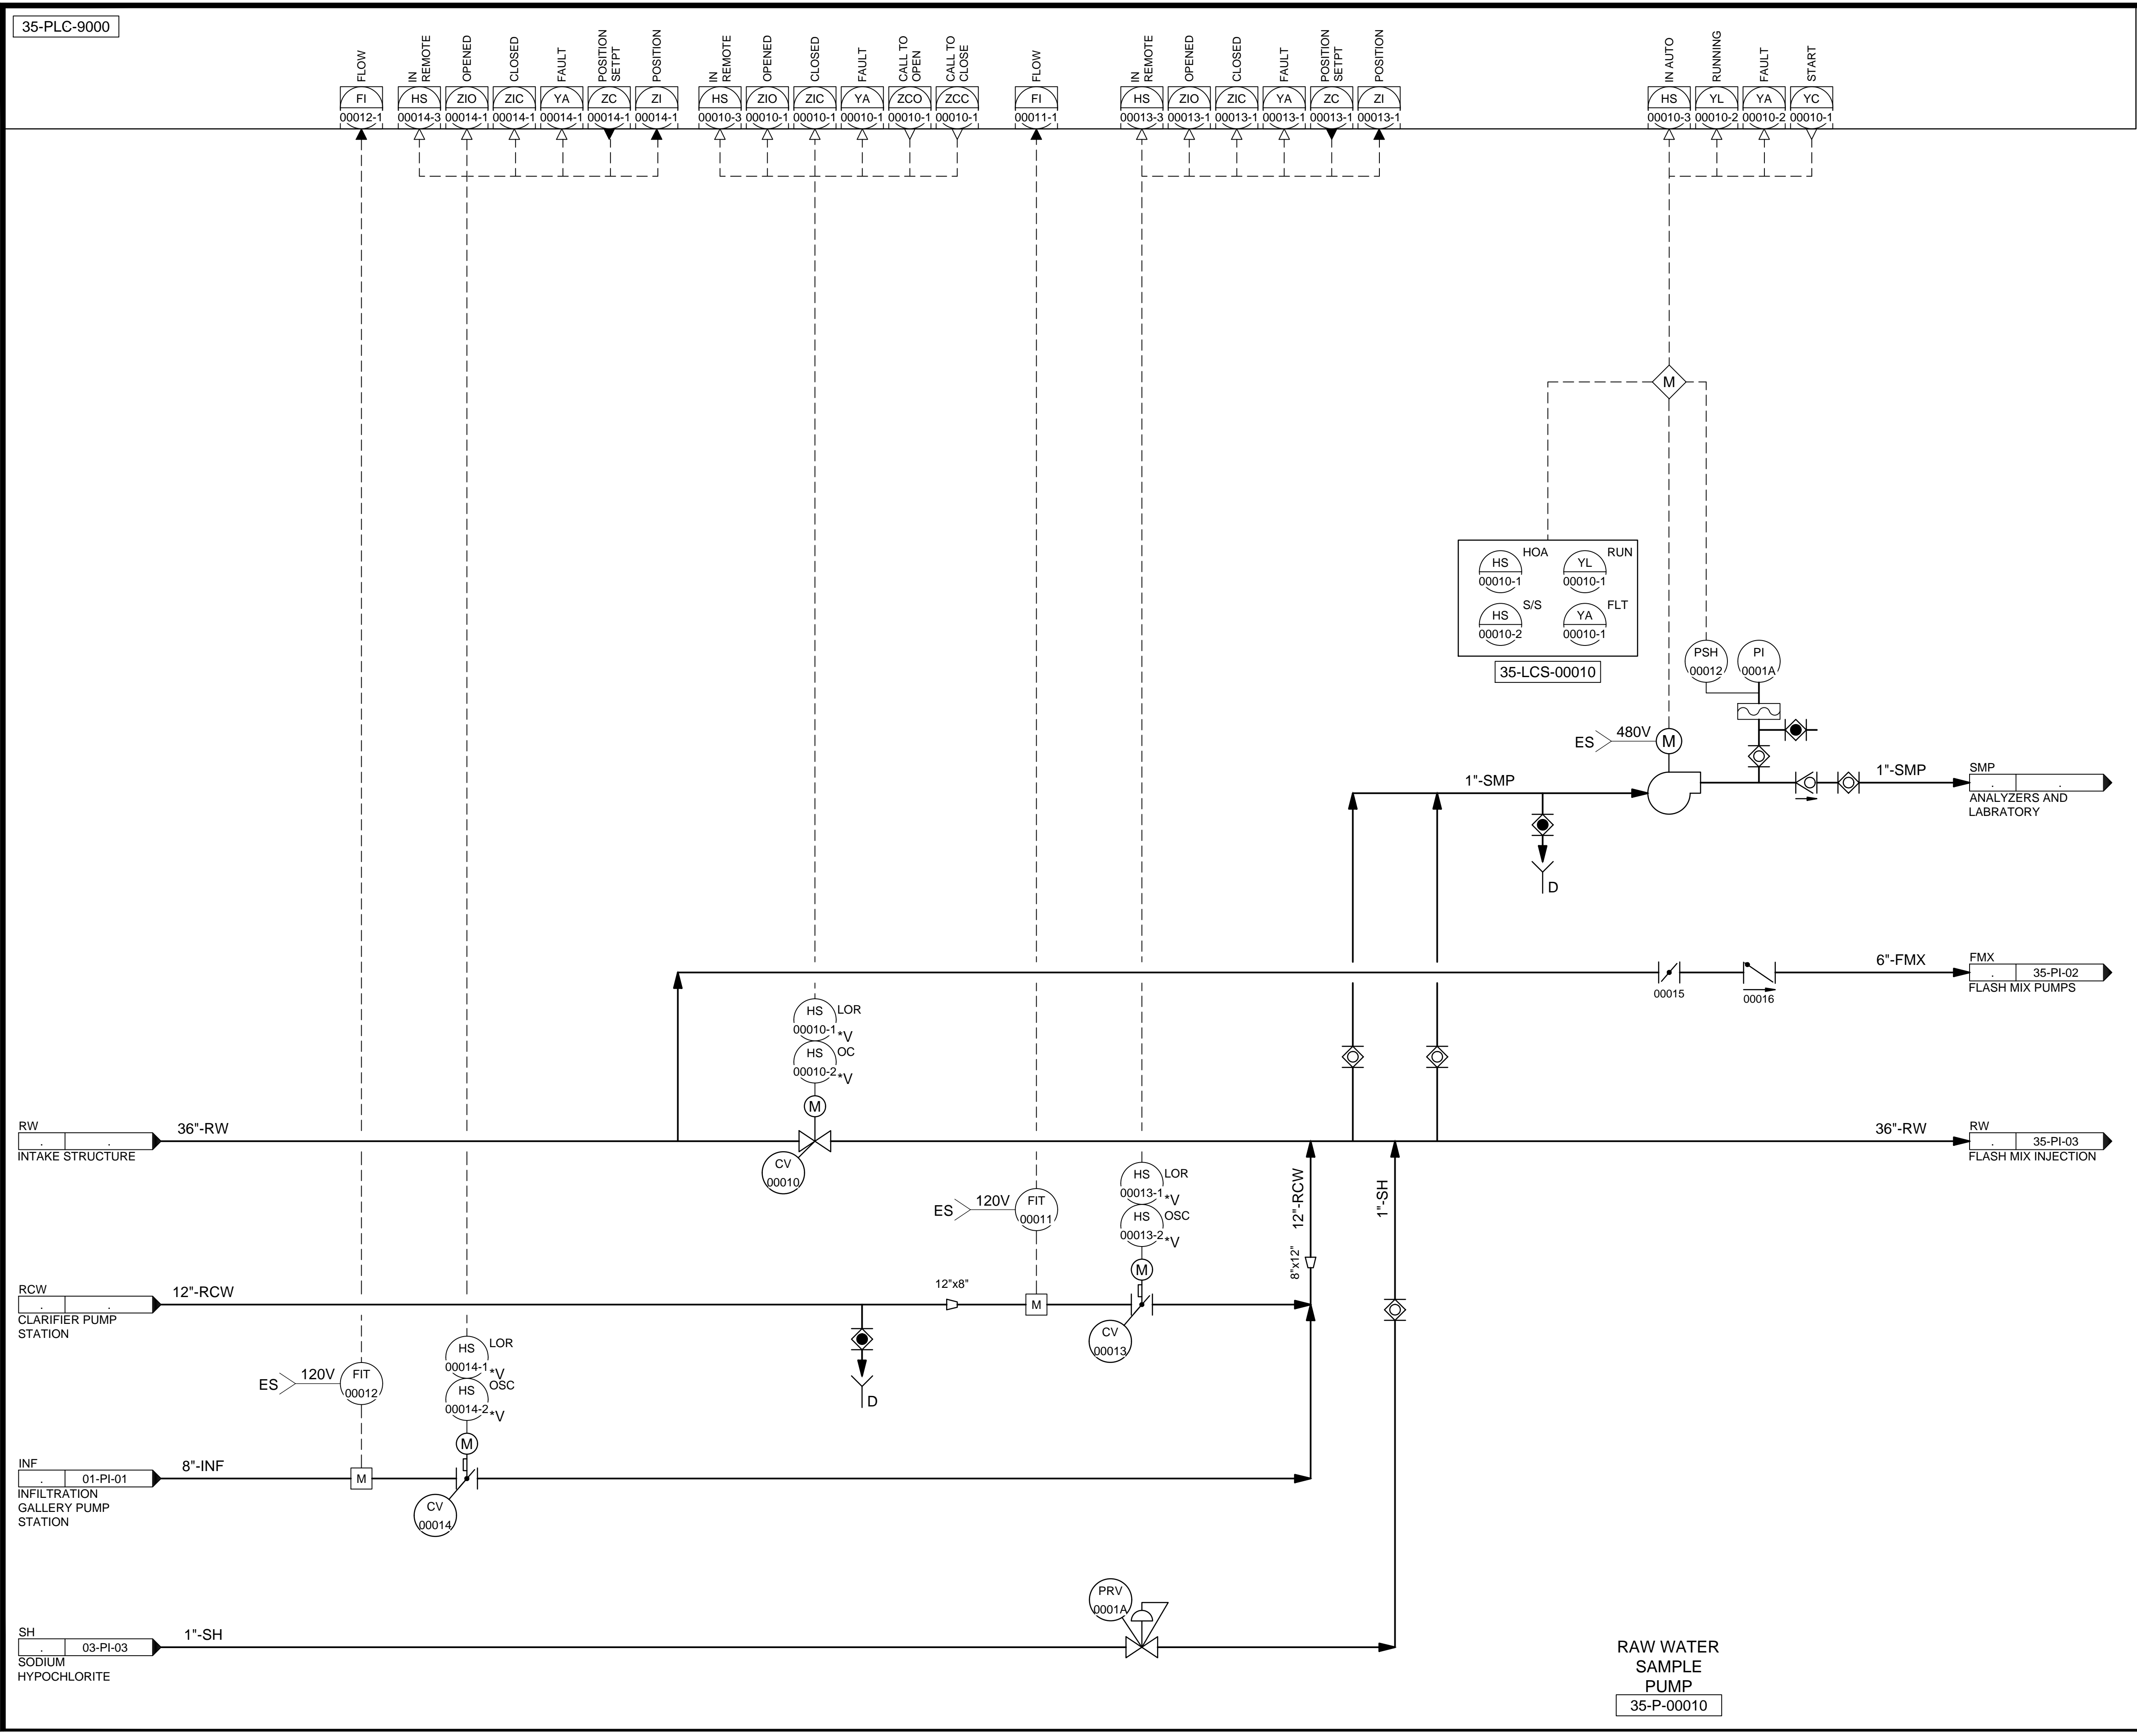 35-PLC-9000
FLOW
IN
REMOTE
OPENED
CLOSED
FAULT
POSITION
SETPT
POSITION
IN
REMOTE
OPENED
CLOSED
FAULT
CALL TO
OPEN
CALL TO
CLOSE
FLOW
IN
REMOTE
OPENED
CLOSED
FAULT
POSITION
SETPT
POSITION
IN AUTO
RUNNING
FAULT
START
FI
00012-1
HS
00014-3
ZIO
00014-1
ZIC
00014-1
YA
00014-1
ZC
00014-1
ZI
00014-1
HS
00010-3
ZIO
00010-1
ZIC
00010-1
YA
00010-1
ZCO
00010-1
ZCC
00010-1
FI
00011-1
HS
00013-3
ZIO
00013-1
ZIC
00013-1
YA
00013-1
ZC
00013-1
ZI
00013-1
HS
00010-3
YL
00010-2
YA
00010-2
YC
00010-1
M
HS
00010-1
HOA
YL
00010-1
RUN
HS
00010-2
S/S
YA
00010-1
FLT
35-LCS-00010
PSH
00012
PI
0001A
ES
480V
M
1"-SMP
1"-SMP
SMP
. .
ANALYZERS AND
LABRATORY
D
00015
00016
6"-FMX
FMX
. 35-PI-02
FLASH MIX PUMPS
HS
00010-1
LOR
*V
HS
00010-2
OC
*V
M
CV
00010
RW
. .
INTAKE STRUCTURE
36"-RW
36"-RW
RW
. 35-PI-03
FLASH MIX INJECTION
ES
120V
FIT
00011
HS
00013-1
LOR
*V
HS
00013-2
OSC
*V
M
M
CV
00013
12"-RCW
8"x12"
1"-SH
RCW
. .
CLARIFIER PUMP
STATION
12"-RCW
12"x8"
D
ES
120V
FIT
00012
HS
00014-1
LOR
*V
HS
00014-2
OSC
*V
M
M
CV
00014
INF
. 01-PI-01
INFILTRATION
GALLERY PUMP
STATION
8"-INF
PRV
0001A
SH
. 03-PI-03
SODIUM
HYPOCHLORITE
1"-SH
RAW WATER
SAMPLE
PUMP
35-P-00010